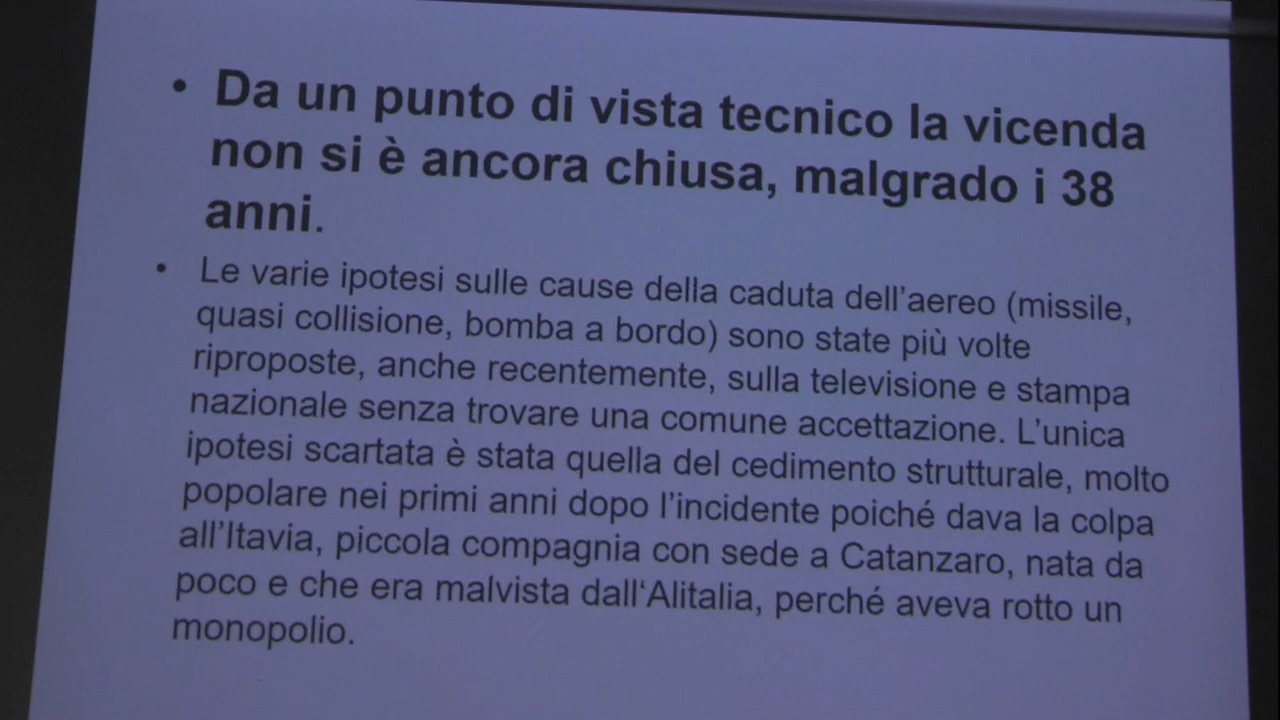 • Da un punto di vista tecnico la vicenda
non si è ancora chiusa, malgrado i 38
anni.
• Le varie ipotesi sulle cause della caduta dell’aereo (missile,
quasi collisione, bomba a bordo) sono state più volte
riproposte, anche recentemente, sulla televisione e stampa
nazionale senza trovare una comune accettazione. L’unica
ipotesi scartata è stata quella del cedimento strutturale, molto
popolare nei primi anni dopo l’incidente poiché dava la colpa
all’Itavia, piccola compagnia con sede a Catanzaro, nata da
poco e che era malvista dall‘Alitalia, perché aveva rotto un
monopolio.